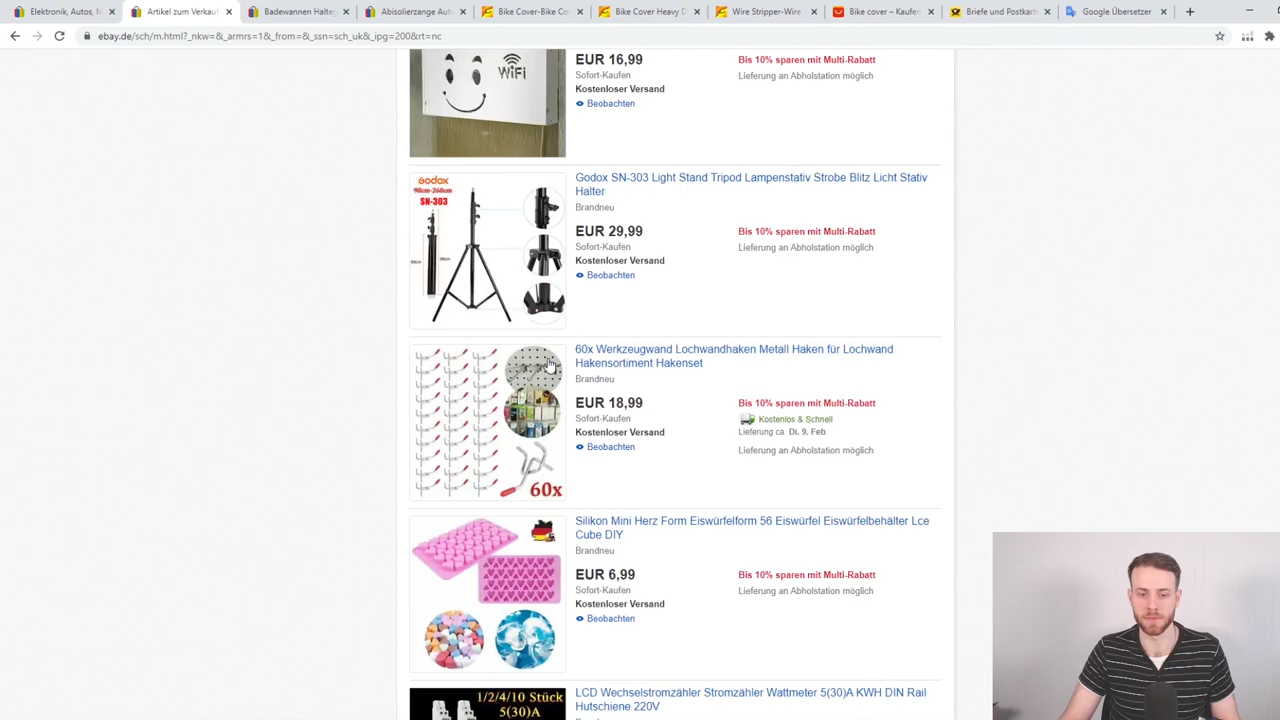 Elektronik, Autos, M
Artikel zum Verkau
Badewannen Halteg
Abisolierzange Aut
Bike Cover-Bike Co
Bike Cover Heavy D
Wire Stripper-Wire
Bike cover – Kaufen
Briefe und Postkart
Google Übersetzer
ebay.de/sch/m.html?_nkw=&_armrs=1&_from=&_ssn=sch_uk&_ipg=200&rt=nc
WiFi
EUR 16,99
Bis 10% sparen mit Multi-Rabatt
Sofort-Kaufen
Lieferung an Abholstation möglich
Kostenloser Versand
Beobachten
Godox
98cm-260cm
SN-303
Godox SN-303 Light Stand Tripod Lampenstativ Strobe Blitz Licht Stativ
Halter
Brandneu
EUR 29,99
Bis 10% sparen mit Multi-Rabatt
Sofort-Kaufen
Lieferung an Abholstation möglich
Kostenloser Versand
Beobachten
60x Werkzeugwand Lochwandhaken Metall Haken für Lochwand
Hakensortiment Hakenset
Brandneu
EUR 18,99
Bis 10% sparen mit Multi-Rabatt
Sofort-Kaufen
Kostenlos & Schnell
Kostenloser Versand
Lieferung ca. Di. 9. Feb
Beobachten
Lieferung an Abholstation möglich
60x
Silikon Mini Herz Form Eiswürfelform 56 Eiswürfel Eiswürfelbehälter Lce
Cube DIY
Brandneu
EUR 6,99
Bis 10% sparen mit Multi-Rabatt
Sofort-Kaufen
Lieferung an Abholstation möglich
Kostenloser Versand
Beobachten
1/2/4/10 Stück
5(30)A
LCD Wechselstromzähler Stromzähler Wattmeter 5(30)A KWH DIN Rail
Hutschiene 220V